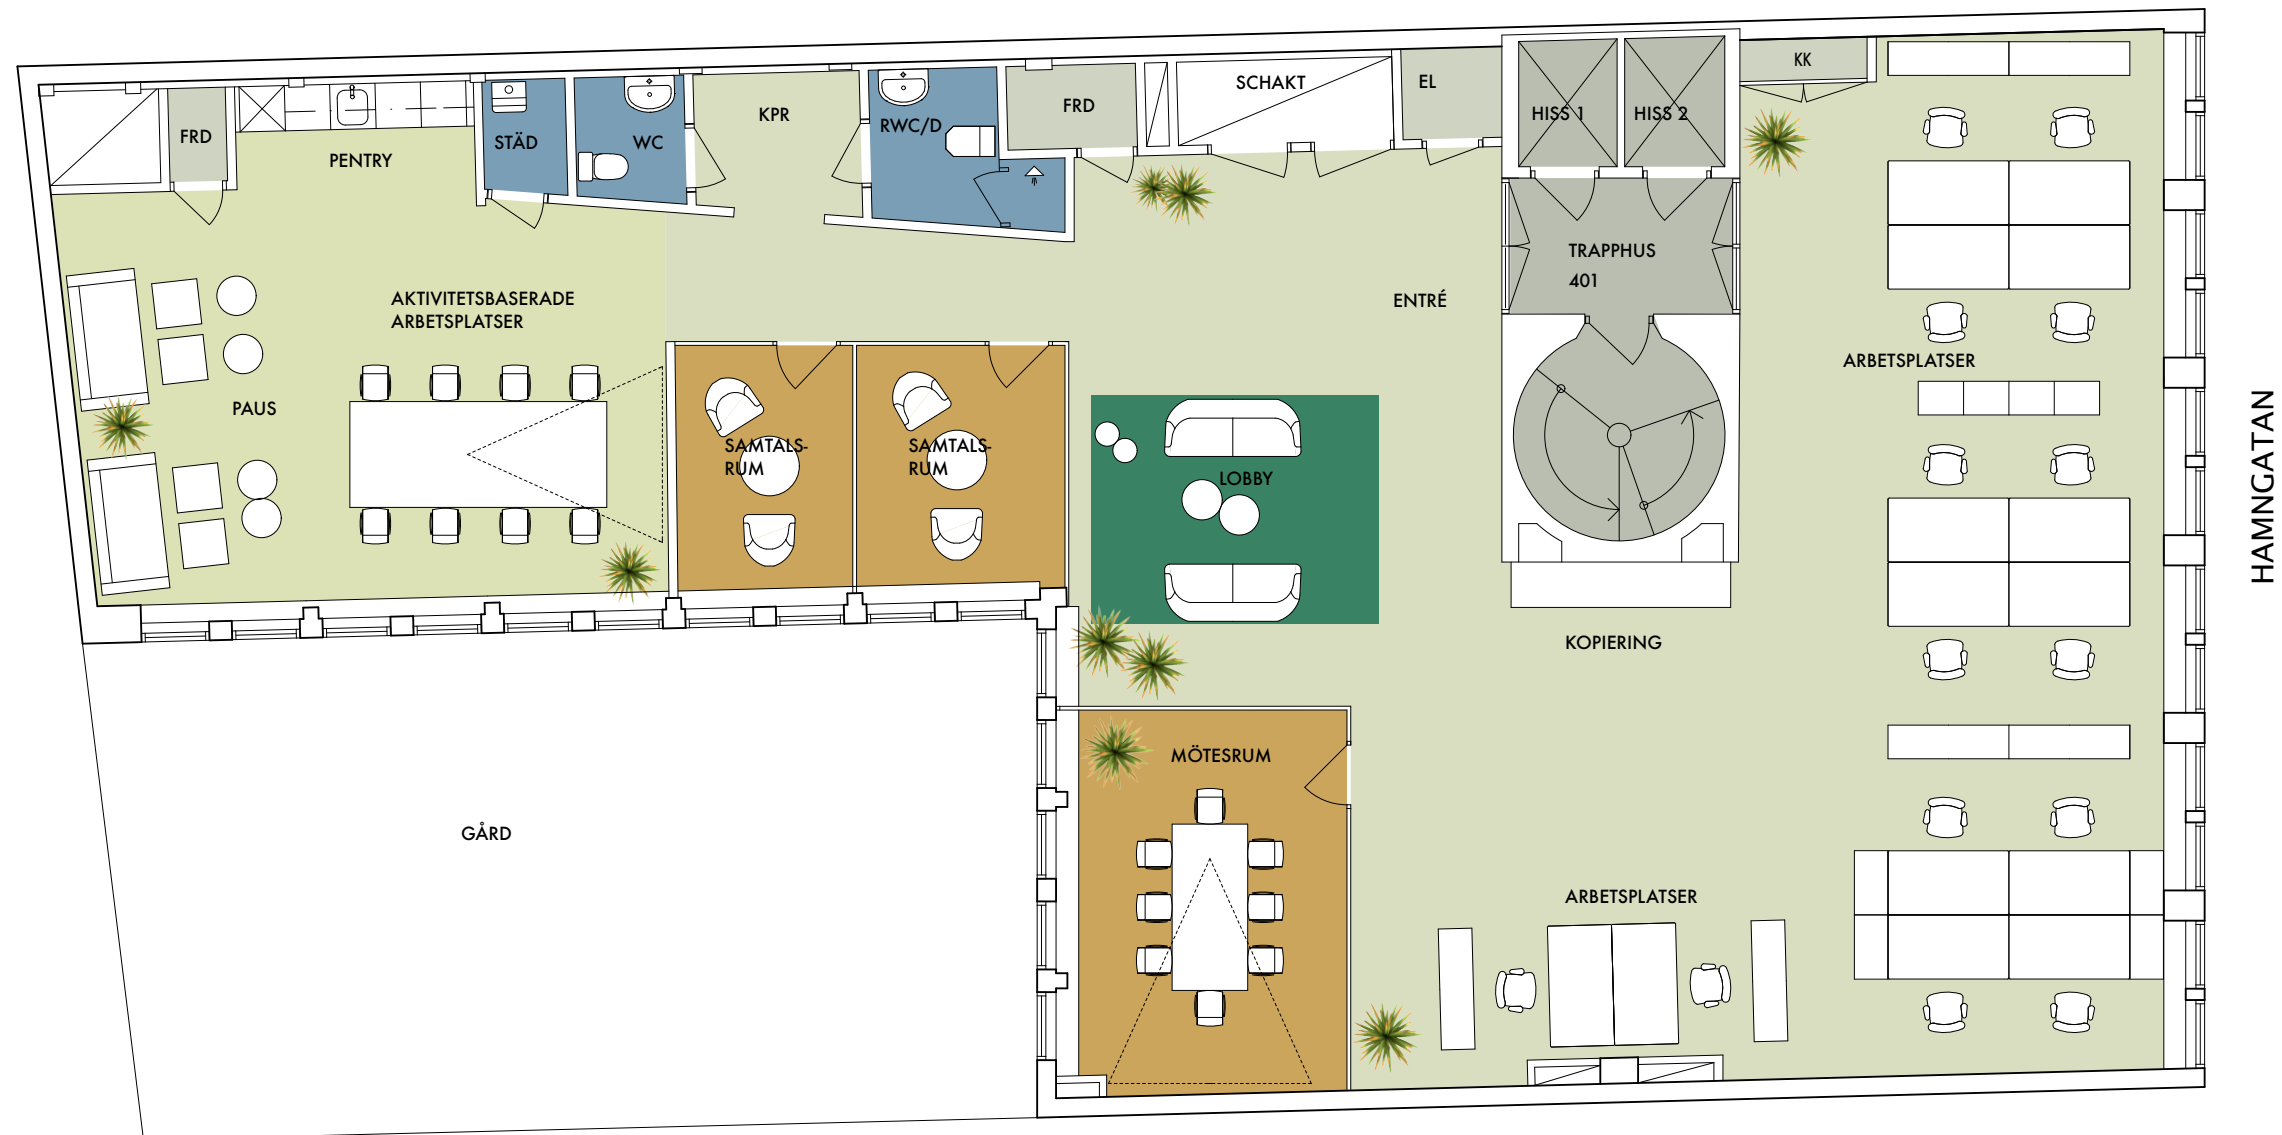 KK
SCHAKT
EL
FRD
HISS 1
HISS 2
KPR
RWC/D
FRD
STÄD
WC
PENTRY
TRAPPHUS
401
AKTIVITETSBASERADE
ARBETSPLATSER
ENTRÉ
ARBETSPLATSER
PAUS
SAMTALS-
RUM
SAMTALS-
RUM
LOBBY
HAMNGATAN
KOPIERING
MÖTESRUM
GÅRD
ARBETSPLATSER